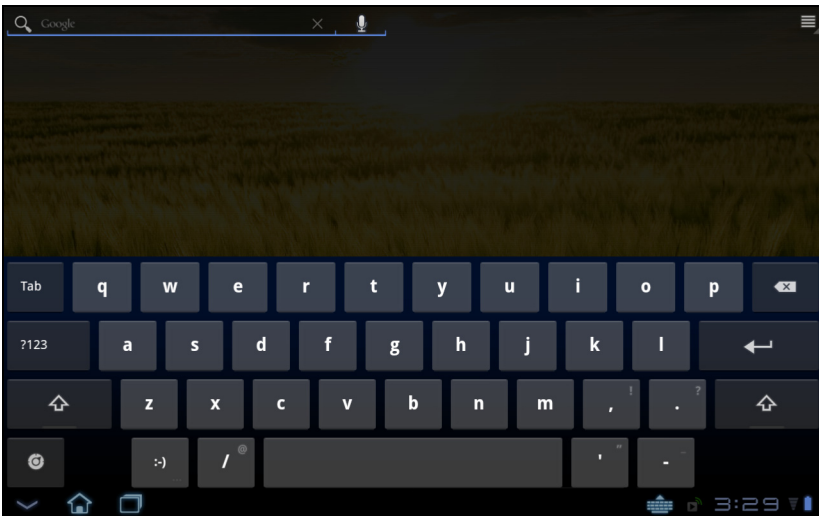 Google
Tab q w e r t y u i o p
?123 a s d f g h j k l
z x c v b n m , ! . ?
:-) / @ ' " - _
3:29